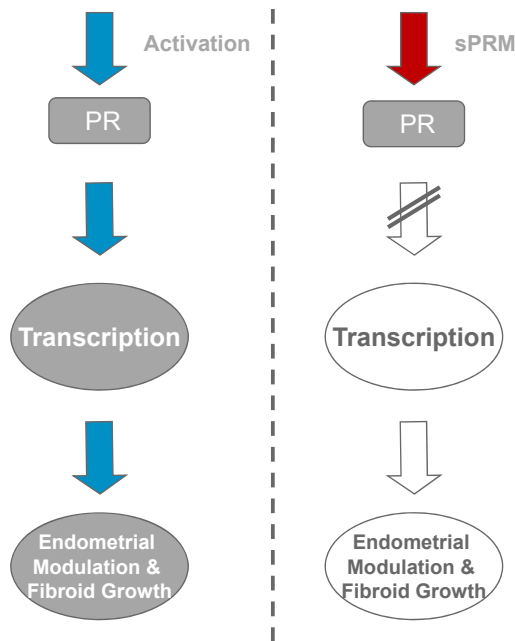 Activation
PR
Transcription
Endometrial
Modulation &
Fibroid Growth
sPRM
PR
Transcription
Endometrial
Modulation &
Fibroid Growth